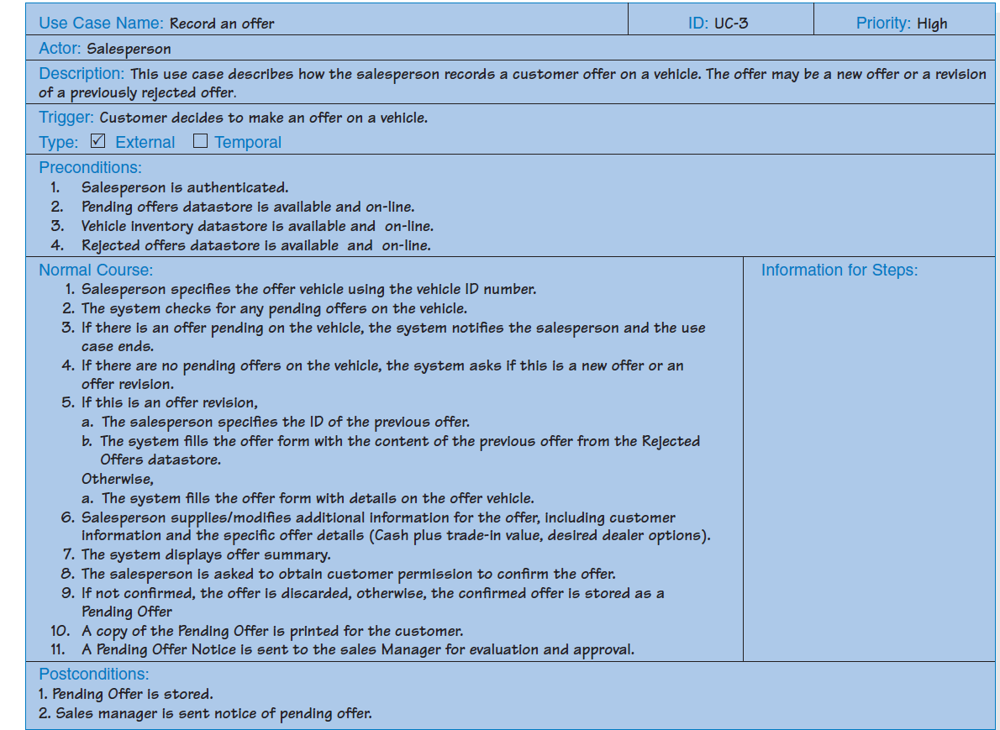 Use Case Name: Record an offer
ID: UC-3
Priority: High
Actor: Salesperson
Description: This use case describes how the salesperson records a customer offer on a vehicle. The offer may be a new offer or a revision
of a previously rejected offer.
Trigger: Customer decides to make an offer on a vehicle.
Type: ☑ External ☐ Temporal
Preconditions:
1. Salesperson is authenticated.
2. Pending offers datastore is available and on-line.
3. Vehicle inventory datastore is available and on-line.
4. Rejected offers datastore is available and on-line.
Normal Course:
1. Salesperson specifies the offer vehicle using the vehicle ID number.
2. The system checks for any pending offers on the vehicle.
3. If there is an offer pending on the vehicle, the system notifies the salesperson and the use
case ends.
4. If there are no pending offers on the vehicle, the system asks if this is a new offer or an
offer revision.
5. If this is an offer revision,
a. The salesperson specifies the ID of the previous offer.
b. The system fills the offer form with the content of the previous offer from the Rejected
Offers datastore.
Otherwise,
a. The system fills the offer form with details on the offer vehicle.
6. Salesperson supplies/modifies additional information for the offer, including customer
information and the specific offer details (Cash plus trade-in value, desired dealer options).
7. The system displays offer summary.
8. The salesperson is asked to obtain customer permission to confirm the offer.
9. If not confirmed, the offer is discarded, otherwise, the confirmed offer is stored as a
Pending Offer
10. A copy of the Pending Offer is printed for the customer.
11. A Pending Offer Notice is sent to the sales Manager for evaluation and approval.
Information for Steps:
Postconditions:
1. Pending Offer is stored.
2. Sales manager is sent notice of pending offer.